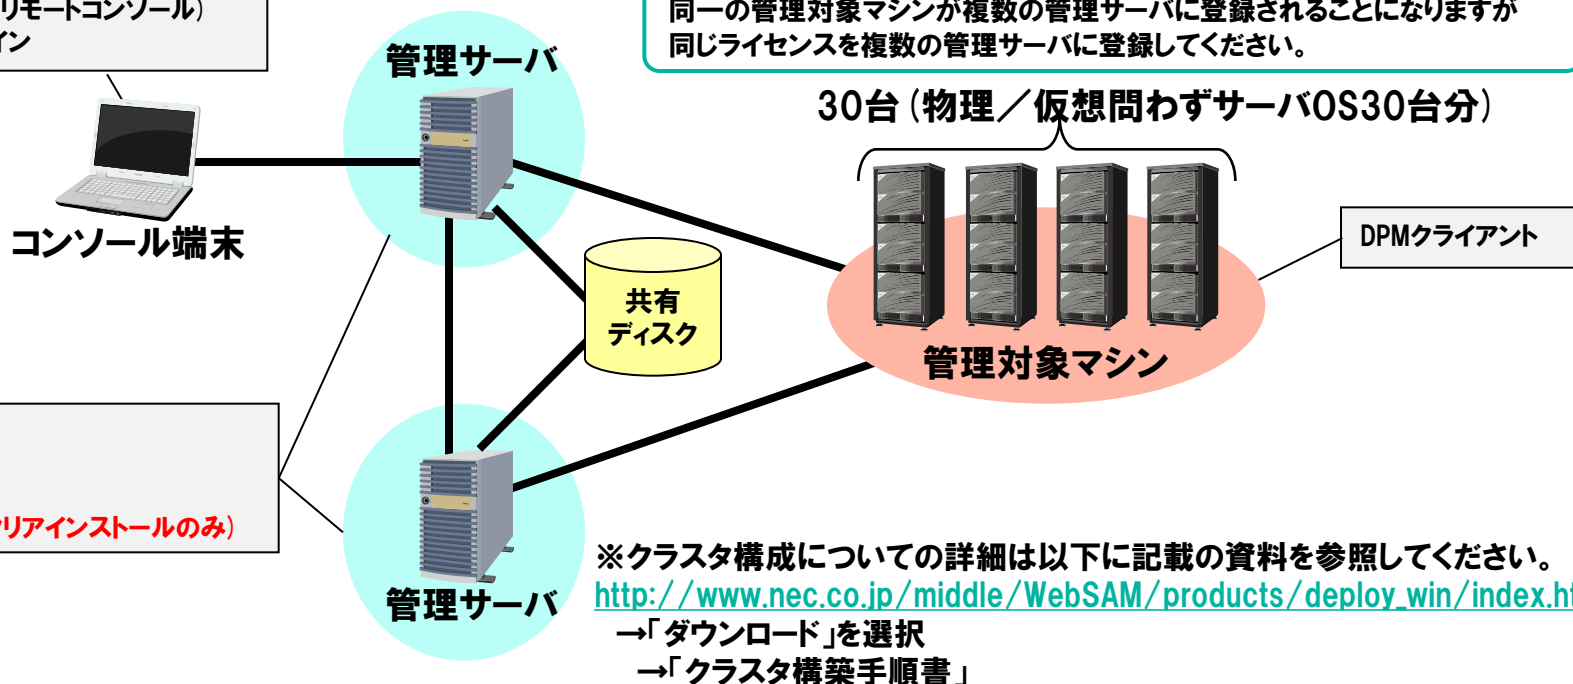 リモートコンソール）
イン
同一の管理対象マシンが複数の管理サーバに登録されることになりますが
同じライセンスを複数の管理サーバに登録してください。
管理サーバ
30台（物理／仮想問わずサーバOS30台分）
コンソール端末
DPMクライアント
共有
ディスク
管理対象マシン
リアインストールのみ）
管理サーバ
※クラスタ構成についての詳細は以下に記載の資料を参照してください。
http://www.nec.co.jp/middle/WebSAM/products/deploy_win/index.ht
→「ダウンロード」を選択
→「クラスタ構築手順書」